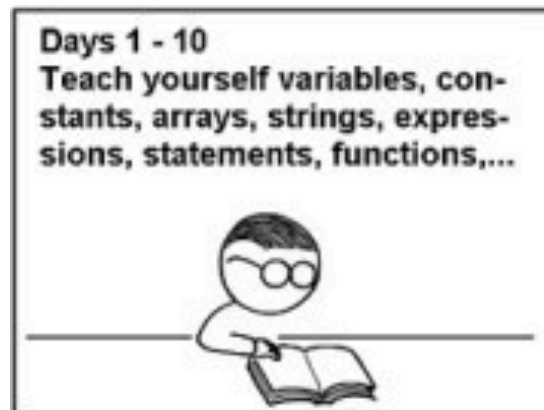 Days 1 - 10
Teach yourself variables, con-
stants, arrays, strings, expres-
sions, statements, functions,...